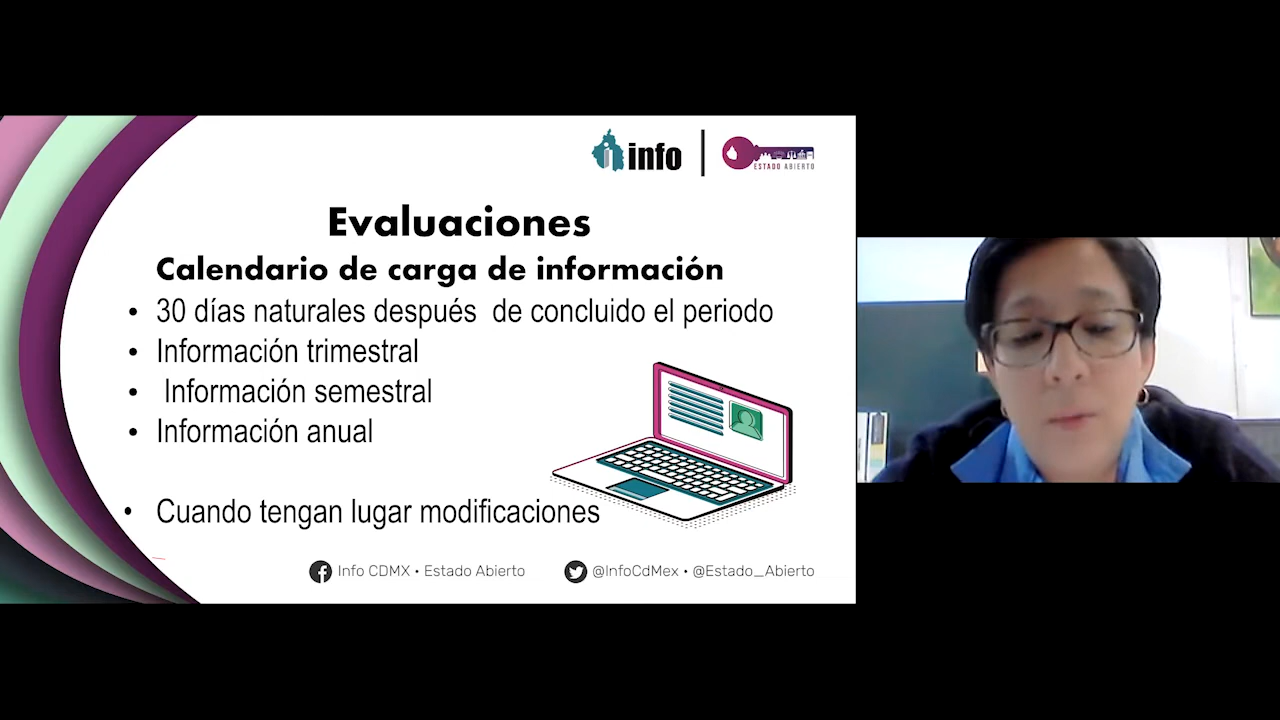 info
ESTADO ABIERTO
Evaluaciones
Calendario de carga de información
• 30 días naturales después  de concluido el periodo
• Información trimestral
•  Información semestral
• Información anual
• Cuando tengan lugar modificaciones
Info CDMX • Estado Abierto
@InfoCdMex • @Estado_Abierto